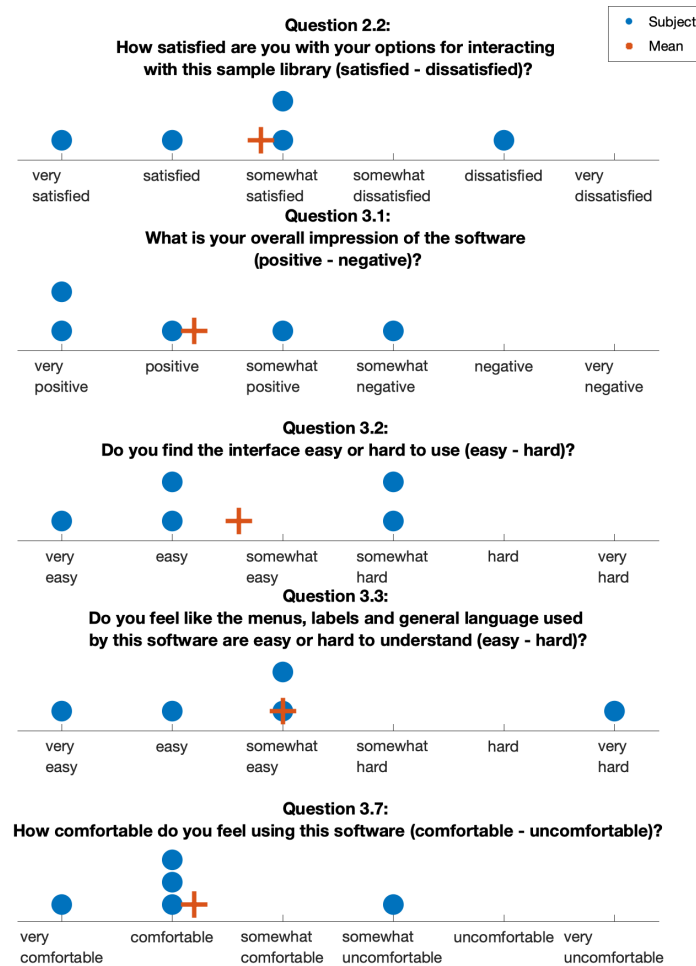 Subject
Mean
Question 2.2:
How satisfied are you with your options for interacting
with this sample library (satisfied - dissatisfied)?
very satisfied somewhat somewhat dissatisfied very
satisfied satisfied dissatisfied dissatisfied
Question 3.1:
What is your overall impression of the software
(positive - negative)?
very positive somewhat somewhat negative very
positive positive negative negative
Question 3.2:
Do you find the interface easy or hard to use (easy - hard)?
very easy somewhat somewhat hard very
easy easy hard hard
Question 3.3:
Do you feel like the menus, labels and general language used
by this software are easy or hard to understand (easy - hard)?
very easy somewhat somewhat hard very
easy easy hard hard
Question 3.7:
How comfortable do you feel using this software (comfortable - uncomfortable)?
very comfortable somewhat somewhat uncomfortable very
comfortable comfortable uncomfortable uncomfortable